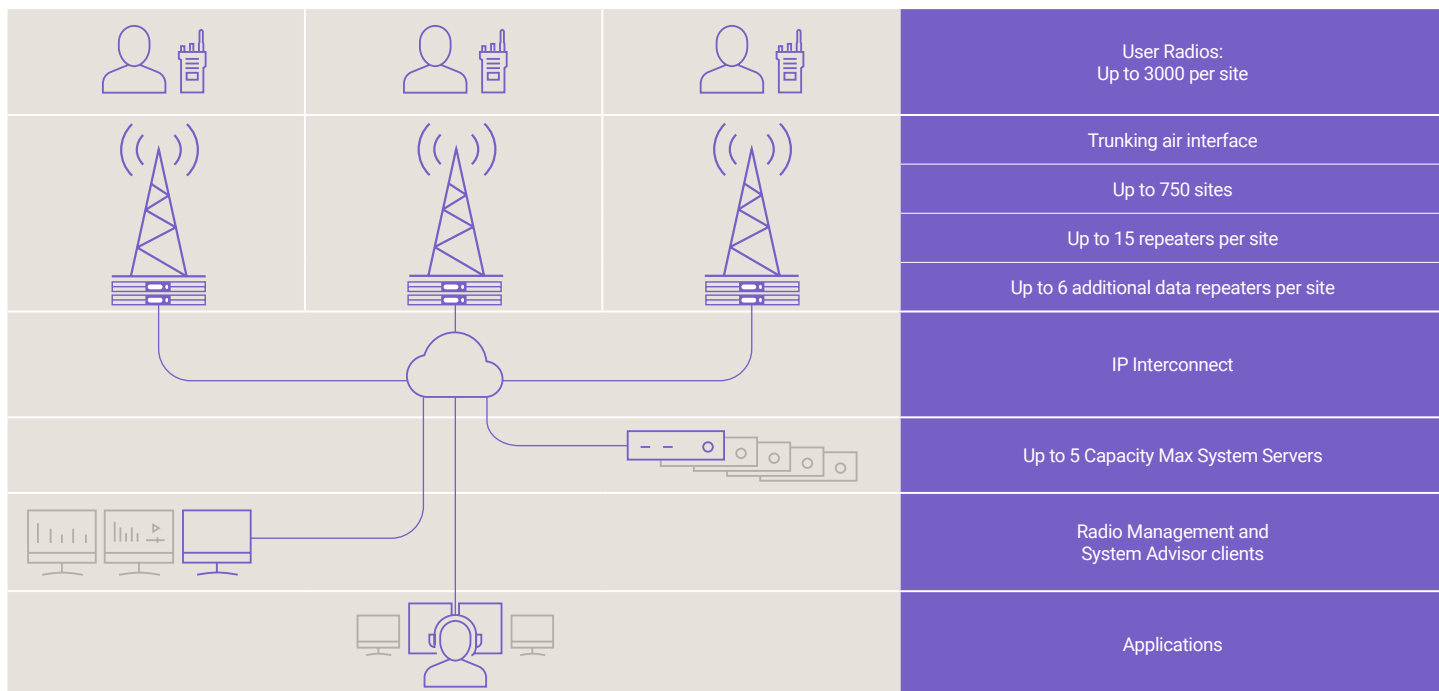 User Radios:
Up to 3000 per site
Trunking air interface
Up to 750 sites
Up to 15 repeaters per site
Up to 6 additional data repeaters per site
IP Interconnect
Up to 5 Capacity Max System Servers
Radio Management and
System Advisor clients
Applications